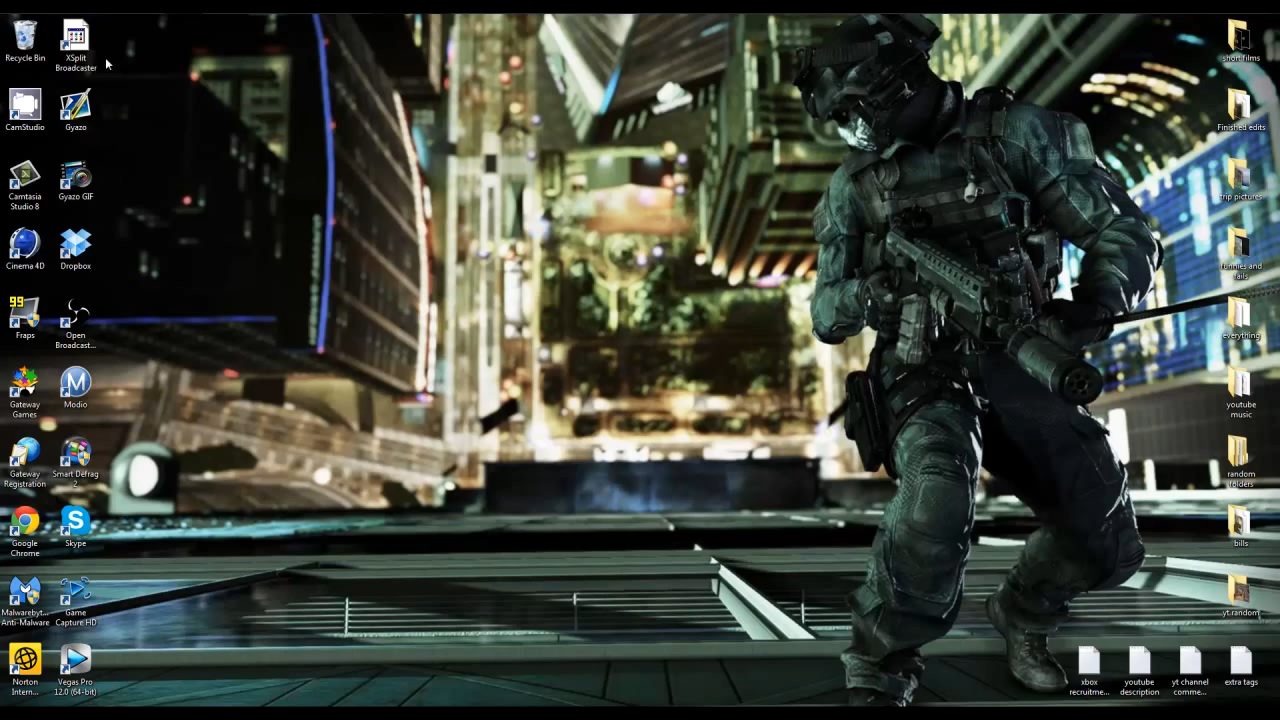 Recycle Bin
XSplit
Broadcaster
CamStudio
Gyazo
Camtasia
Studio 8
Gyazo GIF
Cinema 4D
Dropbox
99
Fraps
Open
Broadcast...
Gateway
Games
M
Modio
Gateway
Registration
Smart Defrag
2
Google
Chrome
S
Skype
Malwarebyt...
Anti-Malware
Game
Capture HD
Norton
Intern...
Vegas Pro
12.0 (64-bit)
short films
Finished edits
trip pictures
funnies and
fails
everything
youtube
music
random
folders
bills
yt random
xbox
recruitme...
youtube
description
yt channel
comme...
extra tags